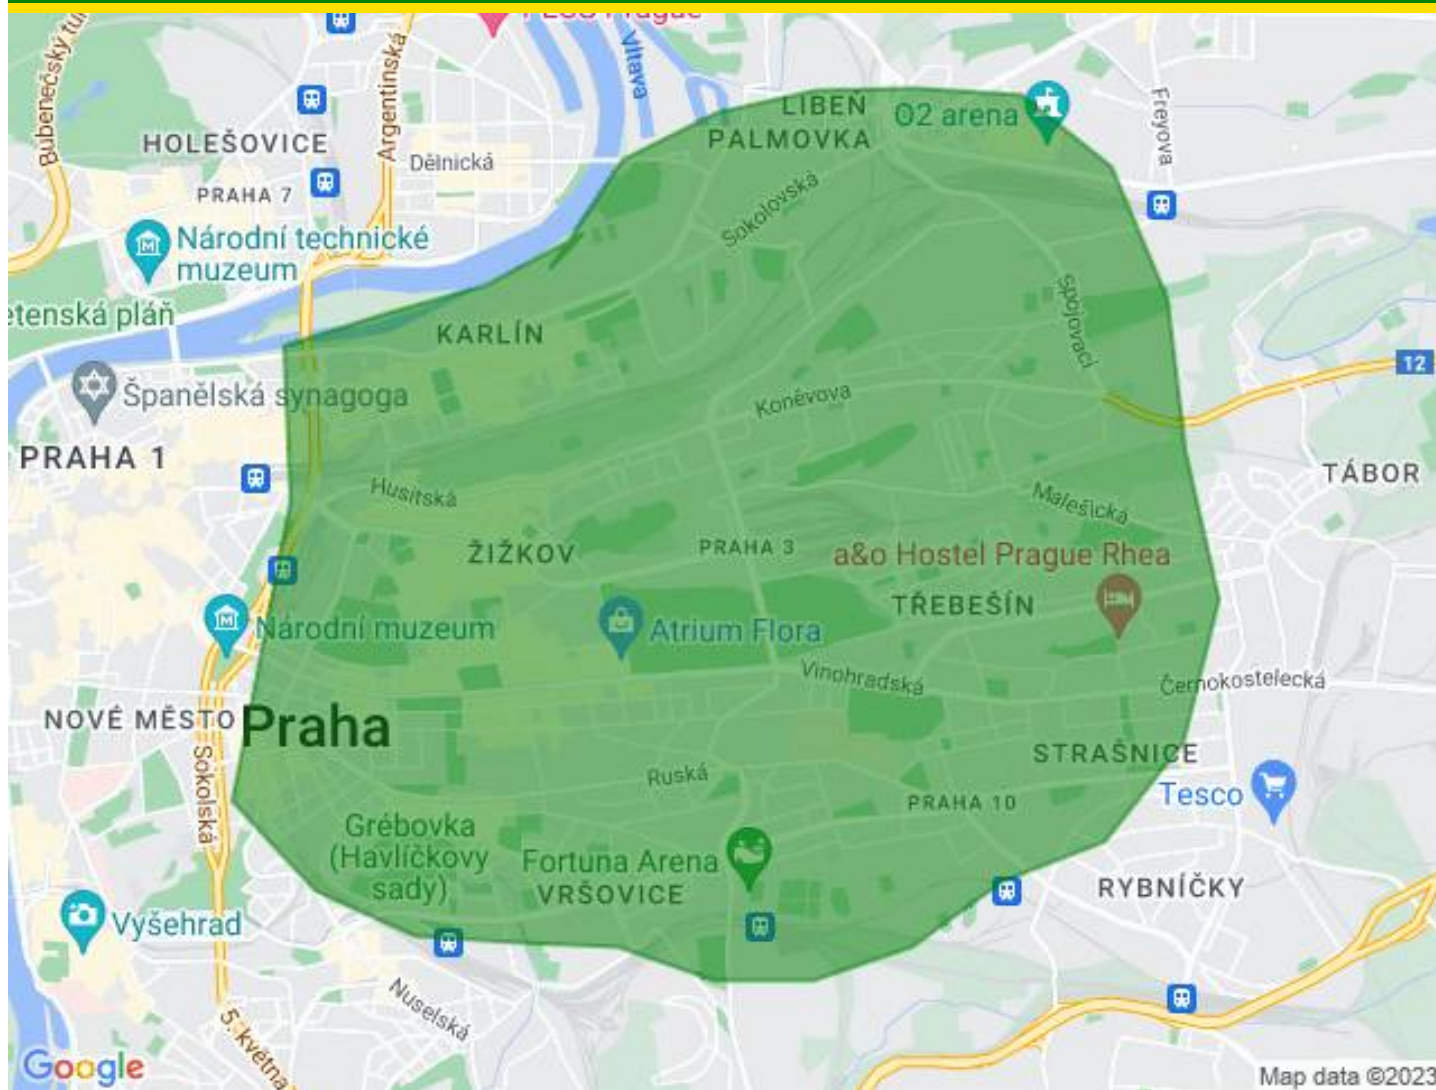 PLUS Prague
Bubenečský tu
Argentinská
Vltava
LIBEŇ
PALMOVKA
O2 arena
Freyova
HOLEŠOVICE
Dělnická
PRAHA 7
Sokolovská
Národní technické
muzeum
etenská pláň
Spojovací
KARLÍN
12
Španělská synagoga
Koněvova
PRAHA 1
TÁBOR
Husitská
Malešická
ŽIŽKOV
PRAHA 3
a&o Hostel Prague Rhea
TŘEBEŠÍN
Národní muzeum
Atrium Flora
Vinohradská
Černokostelecká
NOVÉ MĚSTO
Praha
Sokolská
STRAŠNICE
Ruská
Tesco
PRAHA 10
Grébovka
(Havlíčkovy
sady)
Fortuna Arena
VRŠOVICE
RYBNÍČKY
Vyšehrad
Nuselská
5. května
Google
Map data ©2023